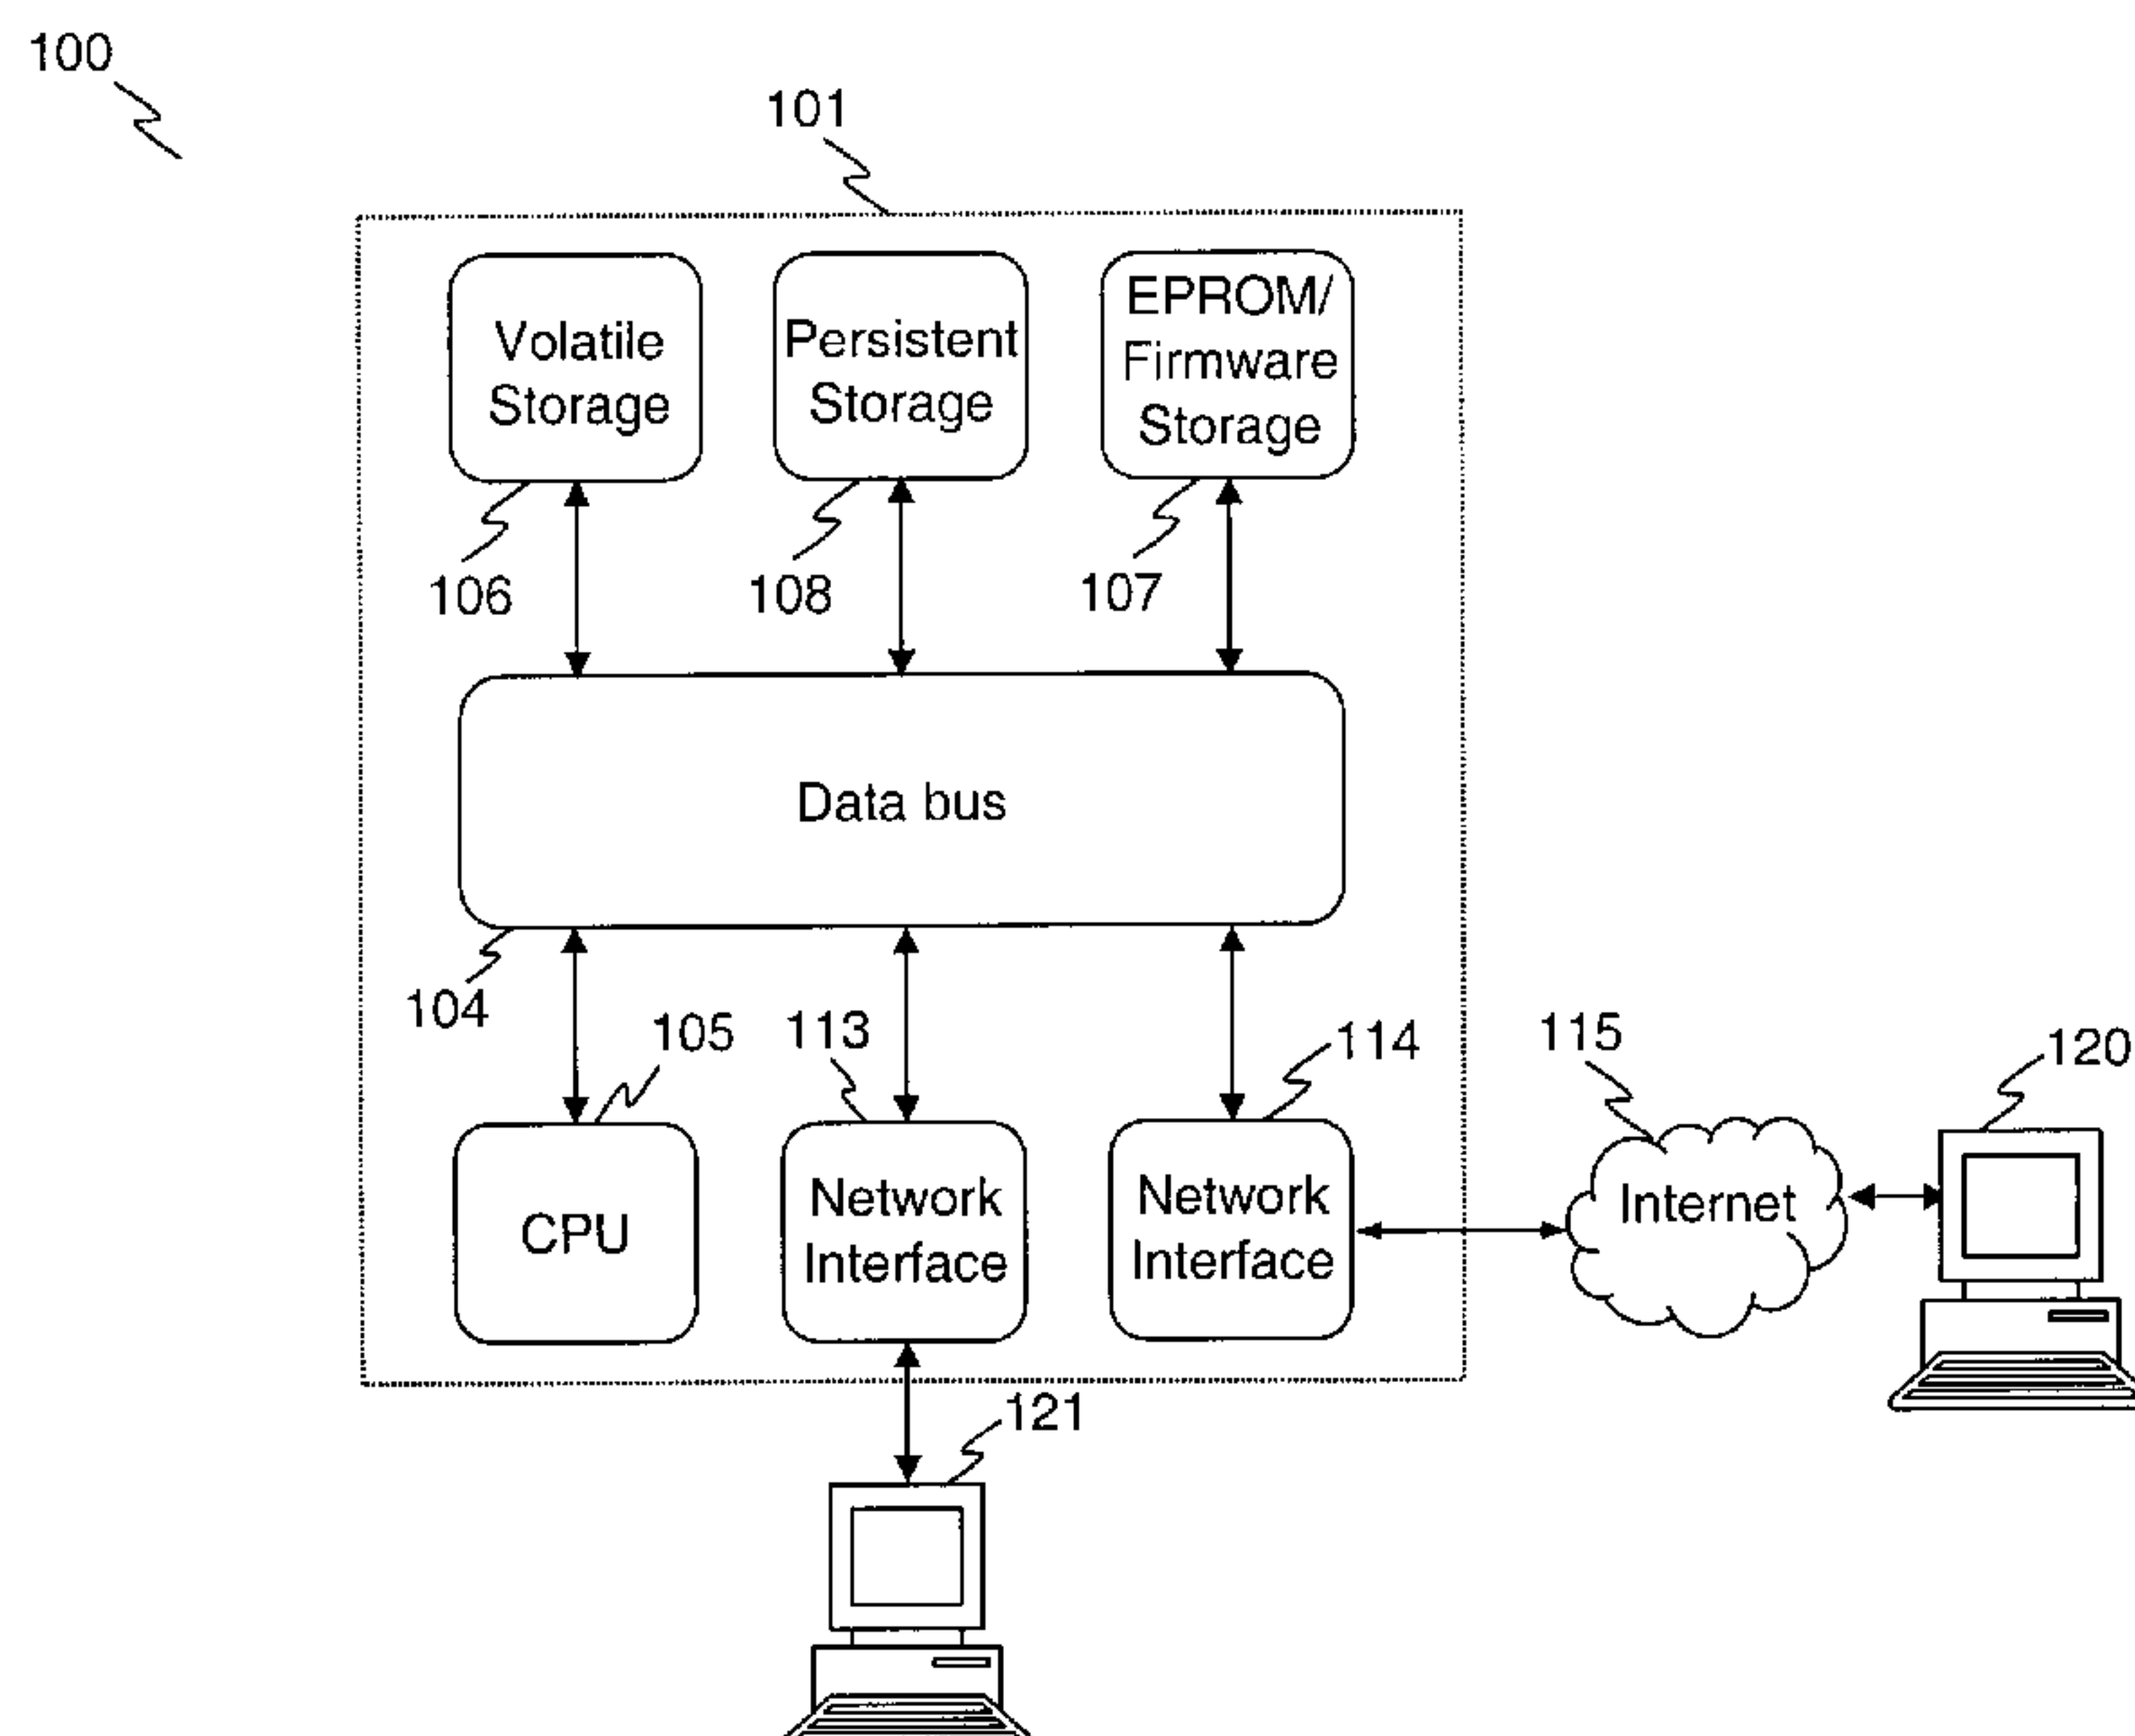 100
101
Volatile
Storage
Persistent
Storage
EPROM/
Firmware
Storage
106
108
107
Data bus
104
105
113
114
115
120
CPU
Network
Interface
Network
Interface
Internet
121